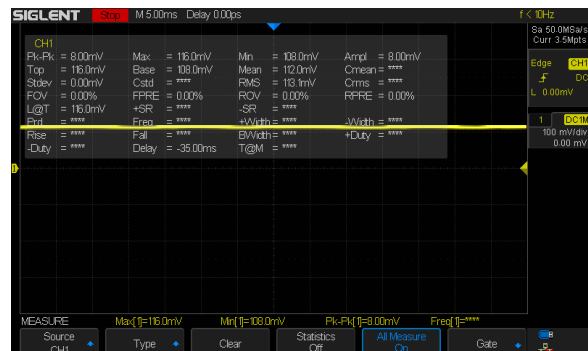 SIGLENT Stop M 5.00ms Delay 0.00ps f < 10Hz
Sa 50.0MSa/s
Curr 3.5Mpts
Edge CH1
DC
L 0.00mV
1 DC1M
100 mV/div
0.00 mV
CH1
Pk-Pk = 8.00mV Max = 116.0mV Min = 108.0mV Ampl = 8.00mV
Top = 116.0mV Base = 108.0mV Mean = 112.0mV Cmean = ****
Stdev = 0.00mV Cstd = **** RMS = 113.1mV Crms = ****
FOV = 0.00% FPRE = 0.00% ROV = 0.00% RPRE = 0.00%
L@T = 116.0mV +SR = **** -SR = ****
Prd = **** Freq = **** +Width = **** -Width = ****
Rise = **** Fall = **** BWidth = **** +Duty = ****
-Duty = **** Delay = -35.00ms T@M = ****
1
MEASURE Max[1]=116.0mV Min[1]=108.0mV Pk-Pk[1]=8.00mV Freq[1]=****
Source CH1
Type
Clear
Statistics Off
All Measure On
Gate